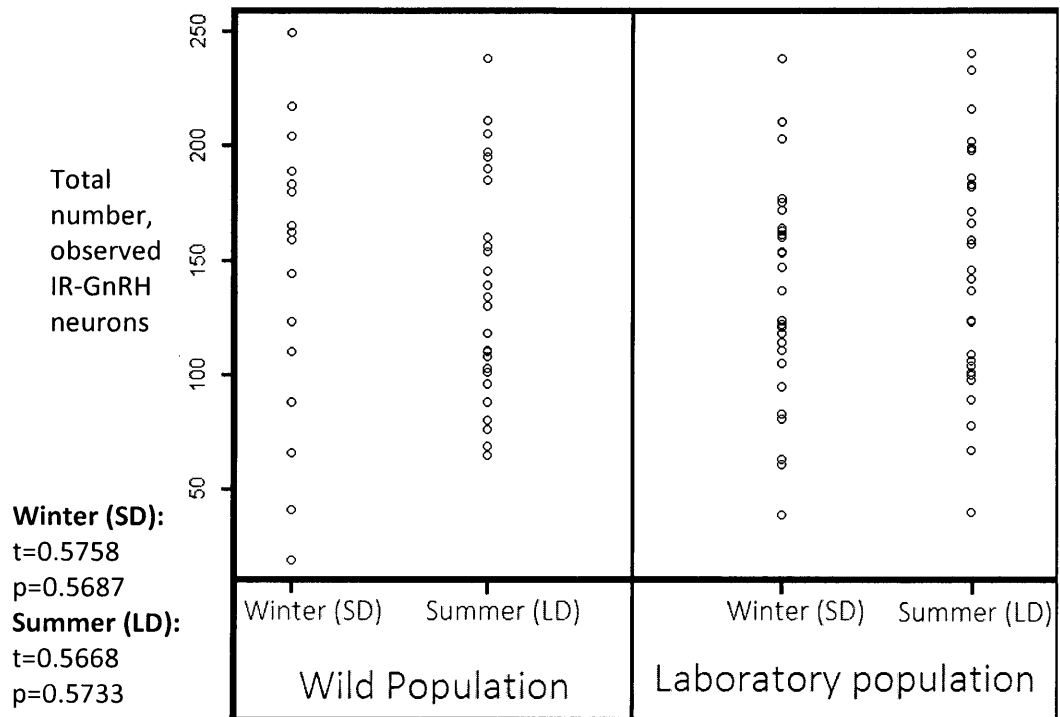 250
200
150
100
50
Total
number,
observed
IR-GnRH
neurons
Winter (SD):
t=0.5758
p=0.5687
Summer (LD):
t=0.5668
p=0.5733
Winter (SD) Summer (LD) Winter (SD) Summer (LD)
Wild Population Laboratory population